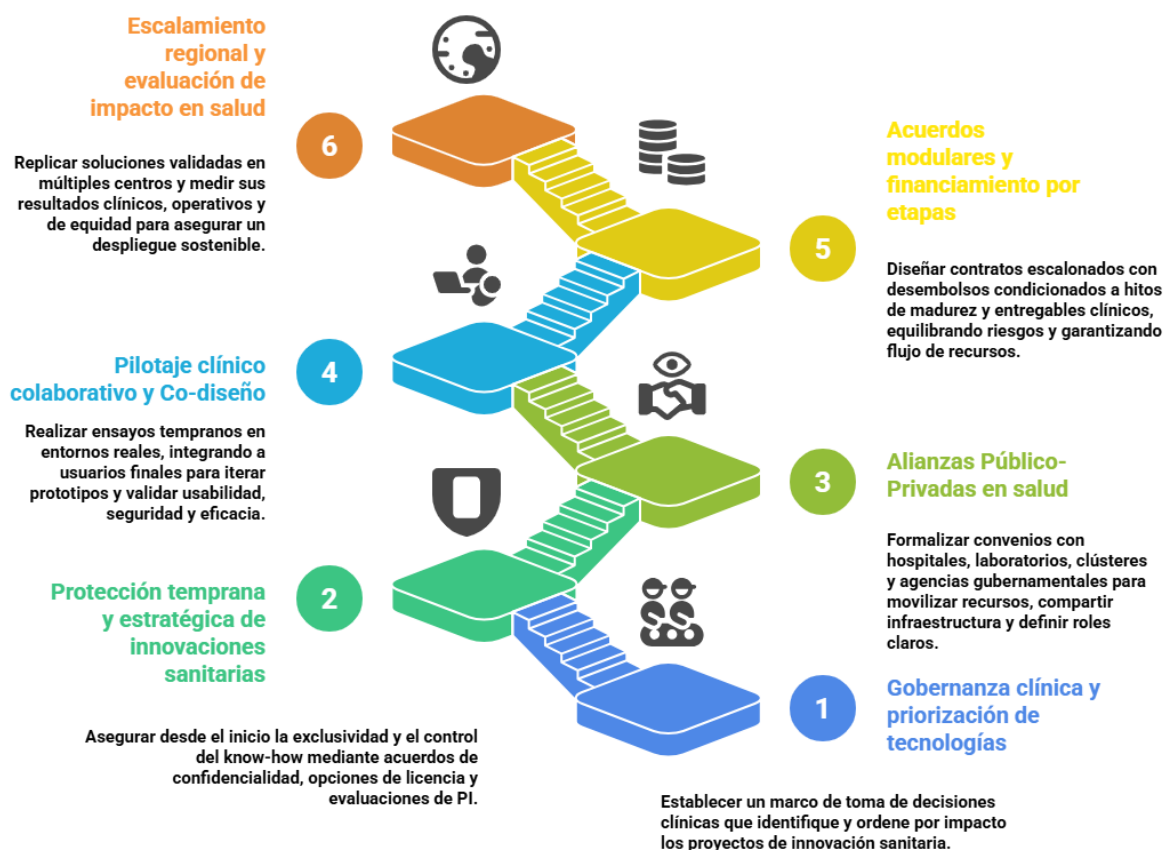 Escalamiento
regional y
evaluación de
impacto en salud
6
Replicar soluciones validadas en
múltiples centros y medir sus
resultados clínicos, operativos y
de equidad para asegurar un
despliegue sostenible.
Acuerdos
modulares y
financiamiento por
etapas
5
Diseñar contratos escalonados con
desembolsos condicionados a hitos
de madurez y entregables clínicos,
equilibrando riesgos y garantizando
flujo de recursos.
Pilotaje clínico
colaborativo y Co-diseño
4
Realizar ensayos tempranos en
entornos reales, integrando a
usuarios finales para iterar
prototipos y validar usabilidad,
seguridad y eficacia.
Alianzas Público-
Privadas en salud
3
Formalizar convenios con
hospitales, laboratorios, clústeres
y agencias gubernamentales para
movilizar recursos, compartir
infraestructura y definir roles
claros.
Protección temprana
y estratégica de
innovaciones
sanitarias
2
Asegurar desde el inicio la exclusividad y el control
del know-how mediante acuerdos de
confidencialidad, opciones de licencia y
evaluaciones de PI.
1
Gobernanza clínica y
priorización de
tecnologías
Establecer un marco de toma de decisiones
clínicas que identifique y ordene por impacto
los proyectos de innovación sanitaria.